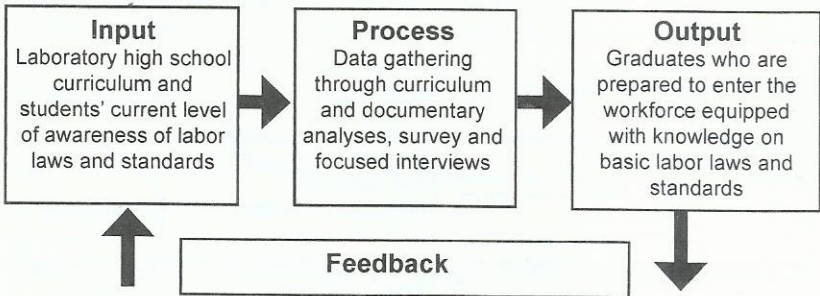 Input
Laboratory high school
curriculum and
students' current level
of awareness of labor
laws and standards
Process
Data gathering
through curriculum
and documentary
analyses, survey and
focused interviews
Output
Graduates who are
prepared to enter the
workforce equipped
with knowledge on
basic labor laws and
standards
Feedback